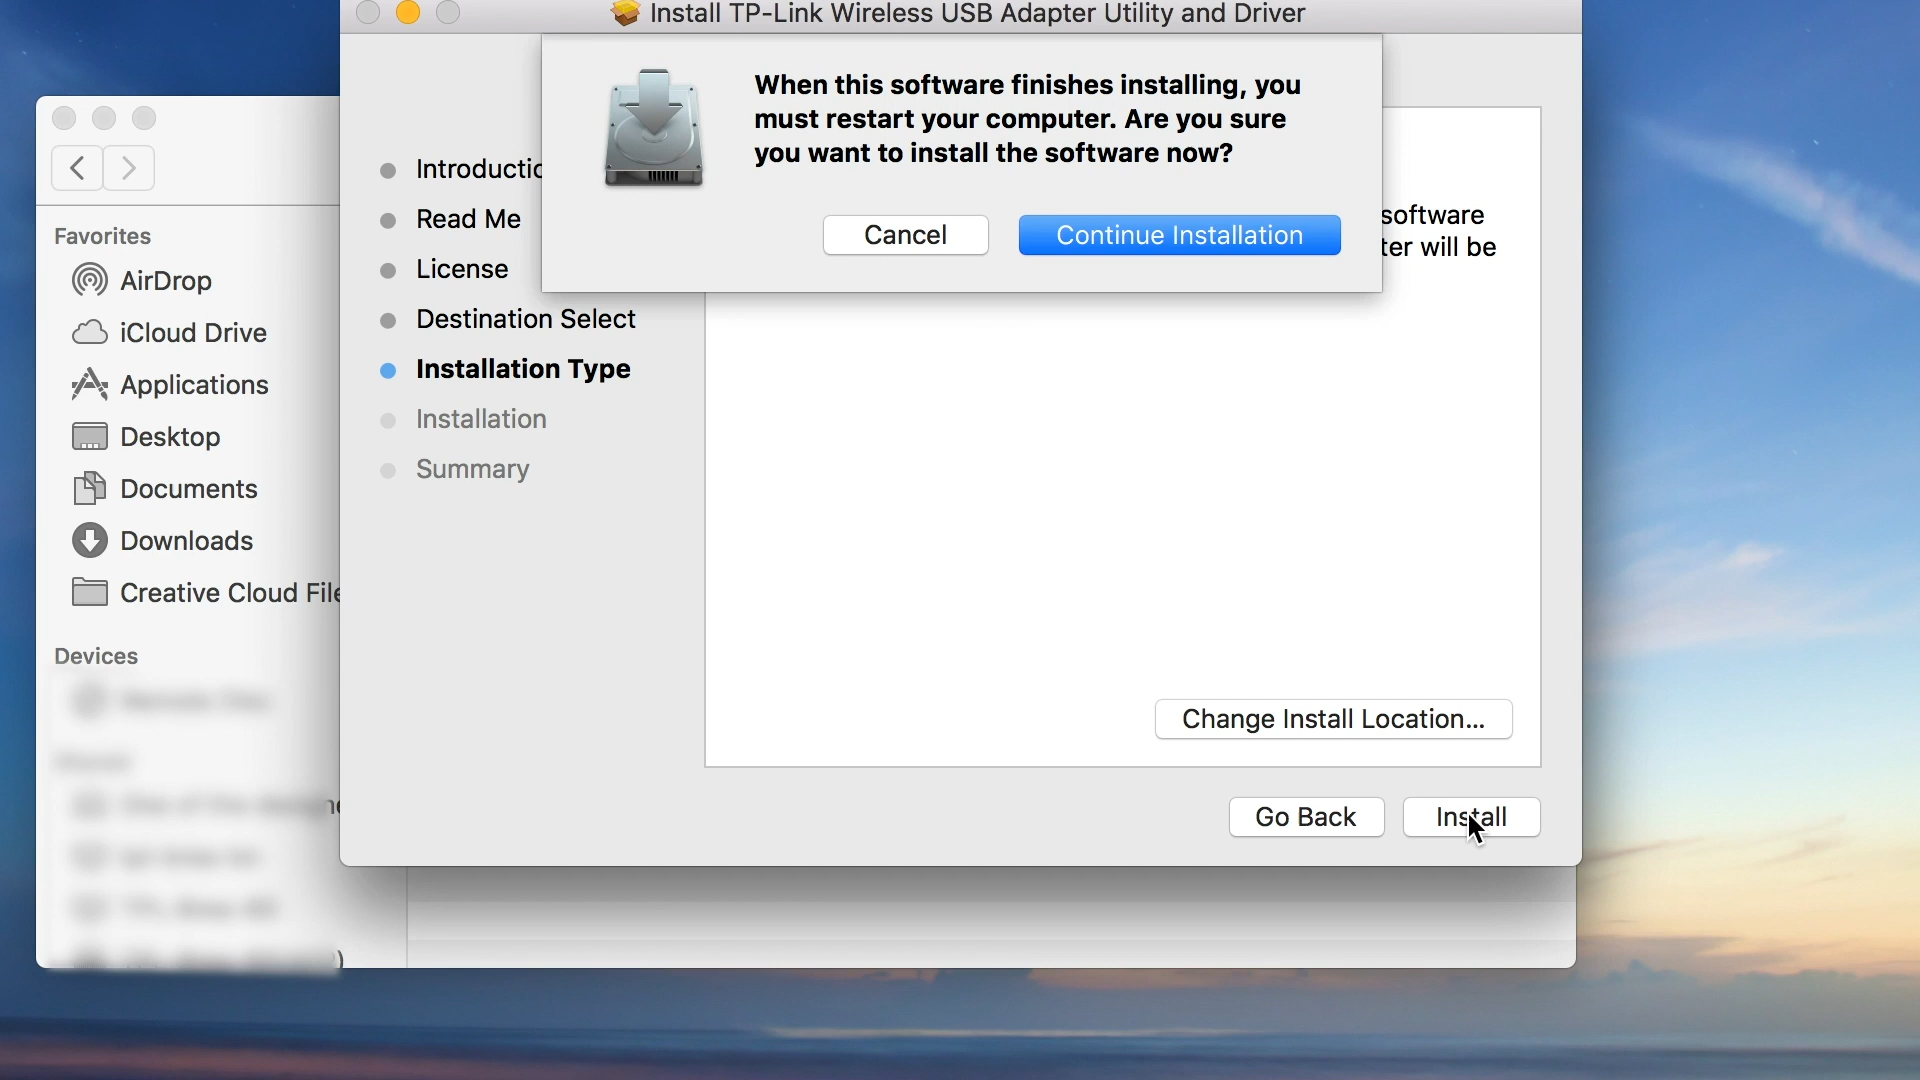 Install TP-Link Wireless USB Adapter Utility and Driver
When this software finishes installing, you
must restart your computer. Are you sure
you want to install the software now?
Cancel
Continue Installation
software
ter will be
Introductio
Read Me
License
Destination Select
Installation Type
Installation
Summary
Change Install Location...
Go Back
Install
Favorites
AirDrop
iCloud Drive
Applications
Desktop
Documents
Downloads
Creative Cloud File
Devices